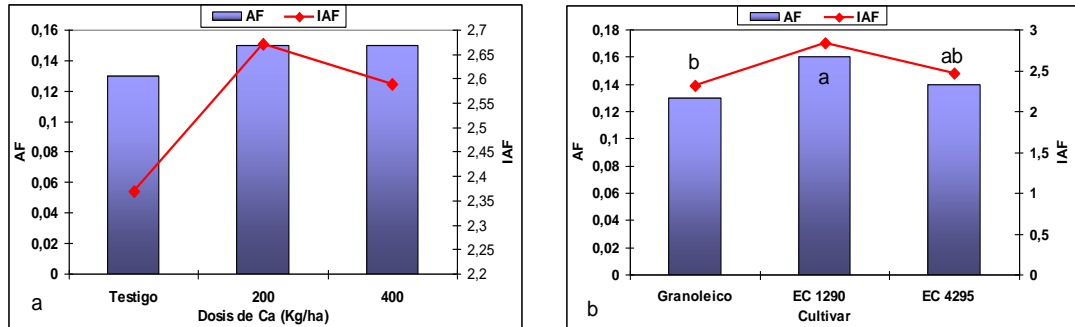 AF IAF
0,16
0,14
0,12
0,1
0,08
0,06
0,04
0,02
0
AF
2,7
2,65
2,6
2,55
2,5
2,45
2,4
2,35
2,3
2,25
2,2
IAF
Testigo 200 400
Dosis de Ca (Kg/ha)
a
AF IAF
0,18
0,16
0,14
0,12
0,1
0,08
0,06
0,04
0,02
0
AF
3
2,5
2
1,5
1
0,5
0
IAF
b a ab
Granoleico EC 1290 EC 4295
Cultivar
b